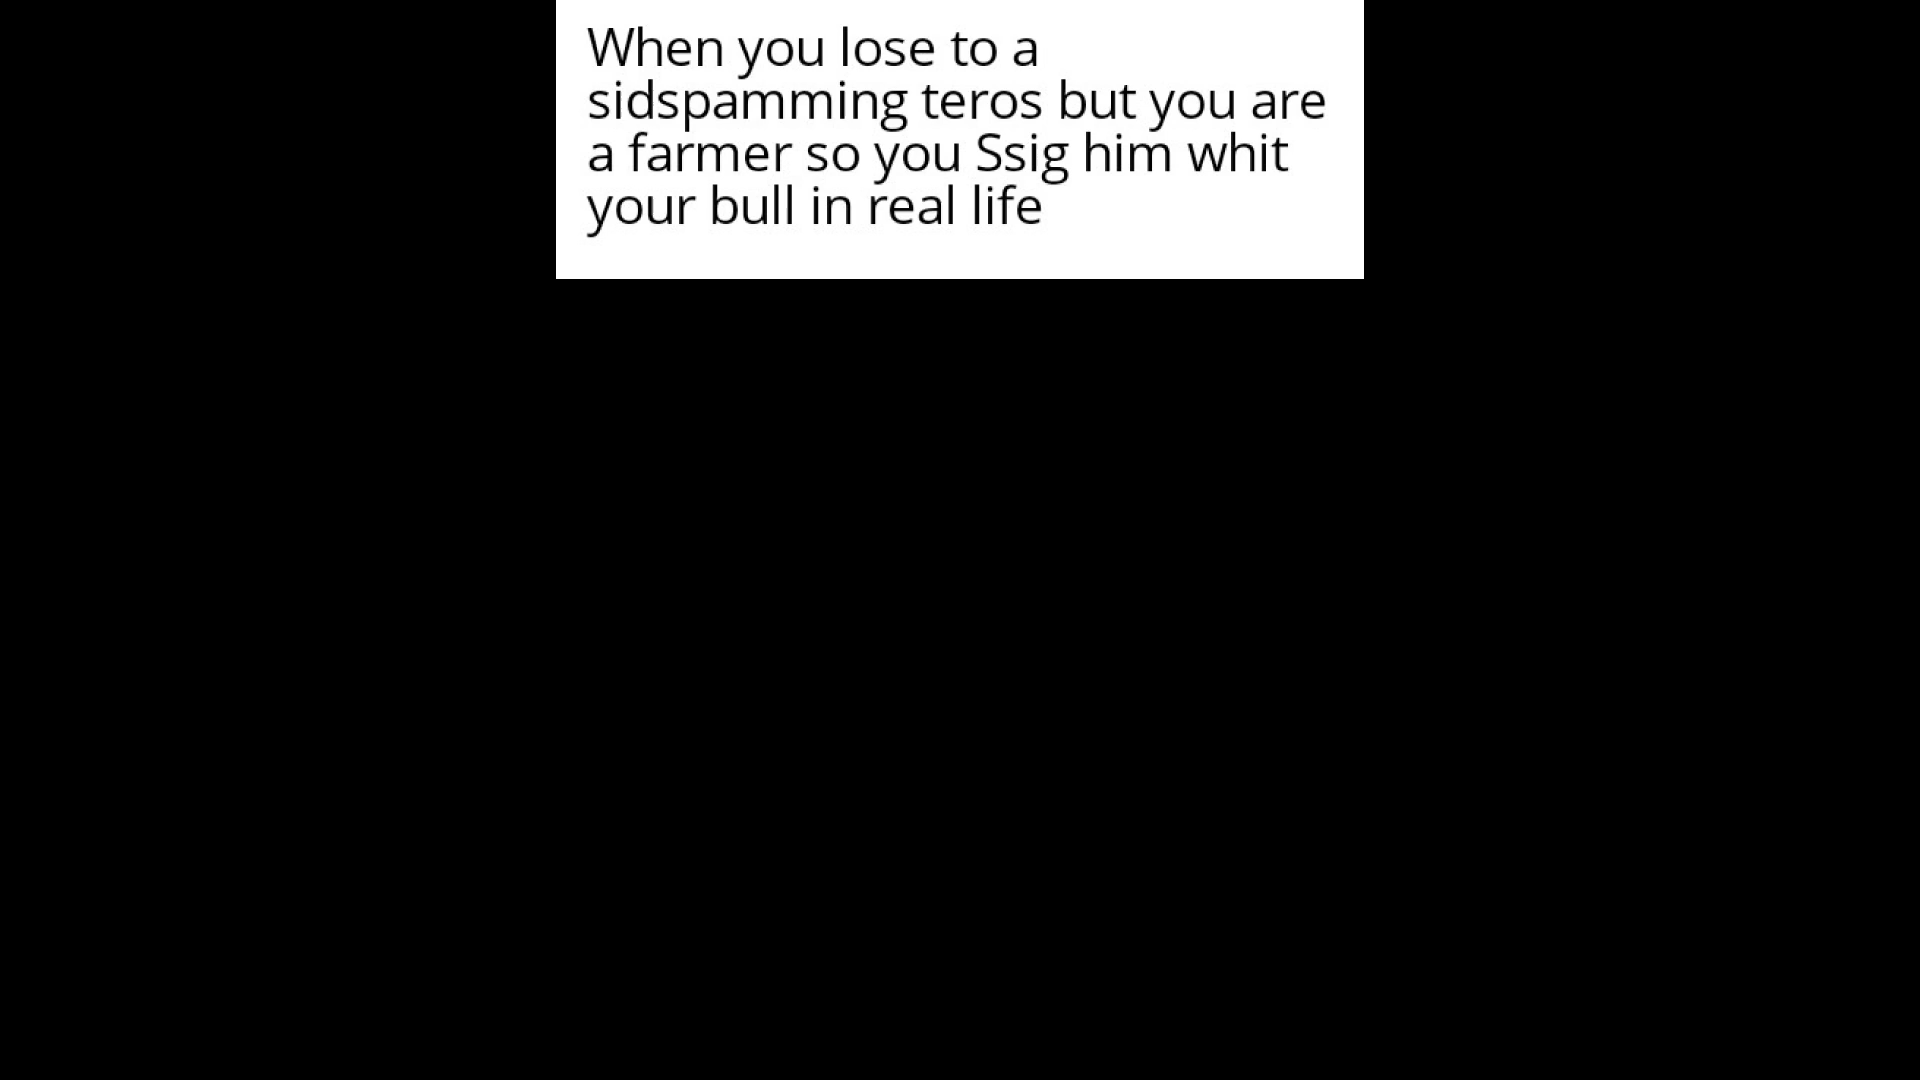 When you lose to a
sidspamming teros but you are
a farmer so you Ssig him whit
your bull in real life